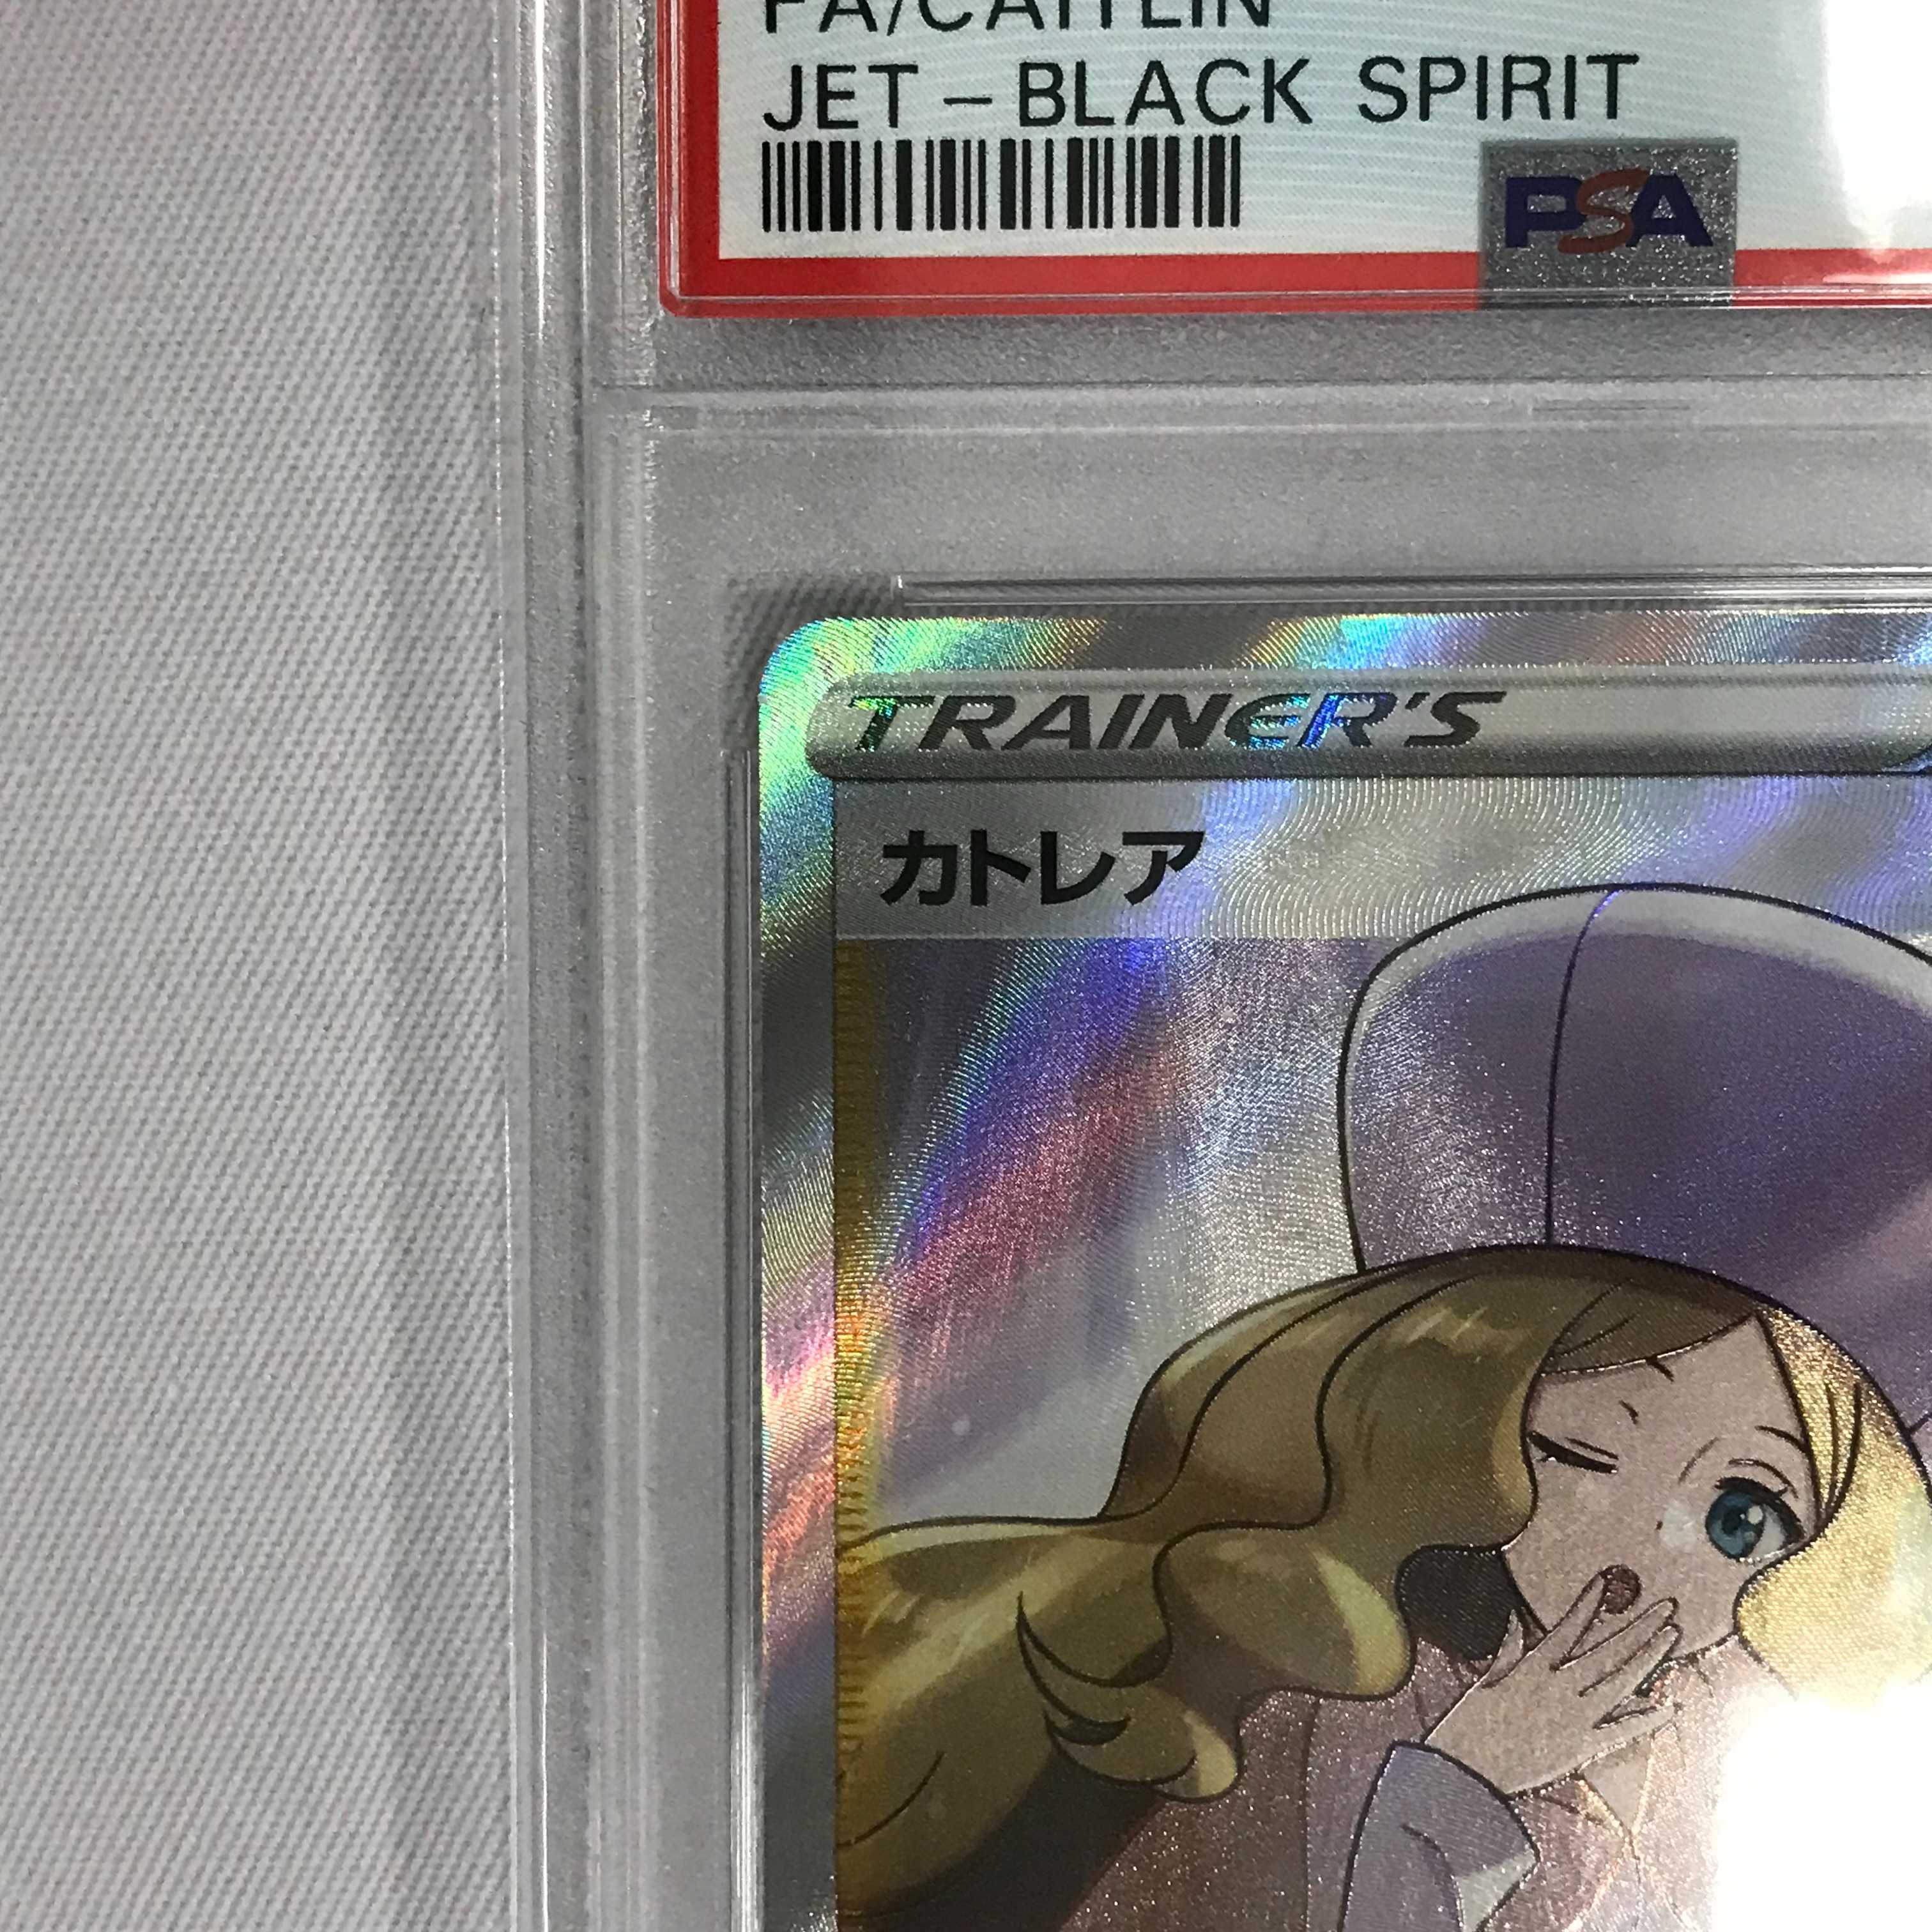 FA/CAITLIN
JET-BLACK SPIRIT
PSA
TRAINER'S
カトレア